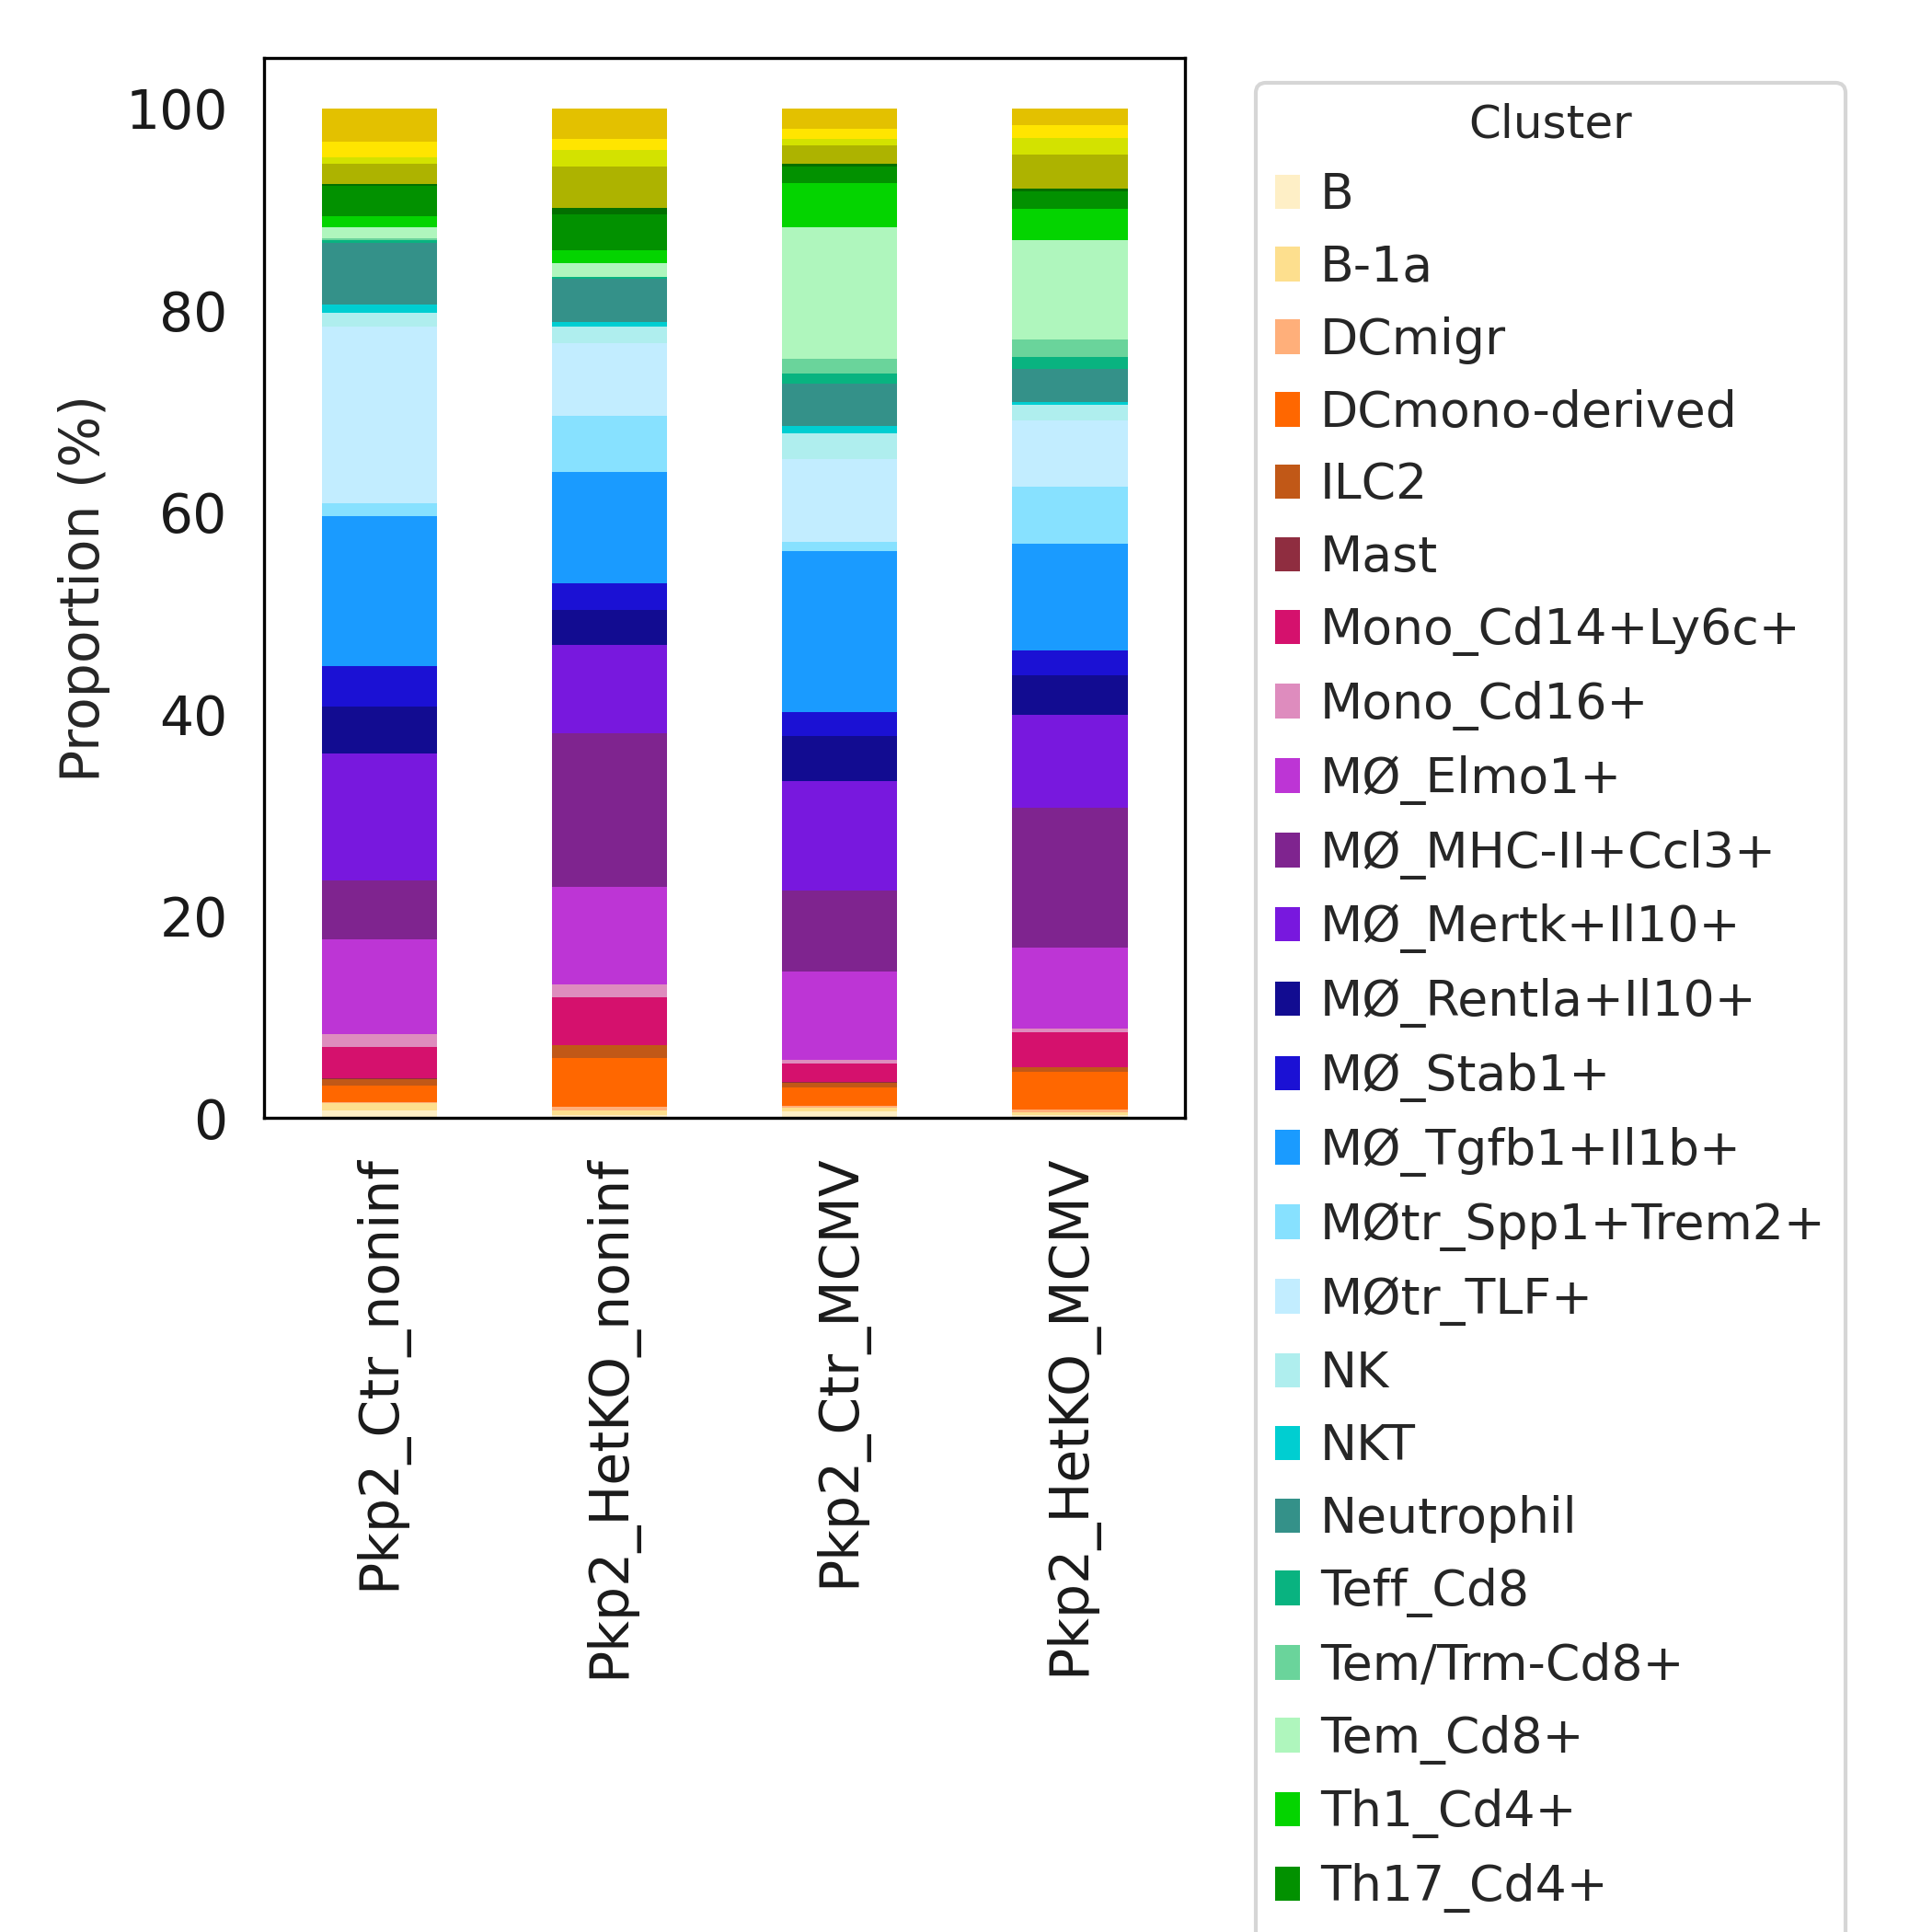 100
80
60
40
20
0
Proportion (%)
Pkp2_Ctr_noninf
Pkp2_HetKO_noninf
Pkp2_Ctr_MCMV
Pkp2_HetKO_MCMV
Cluster
B
B-1a
DCmigr
DCmono-derived
ILC2
Mast
Mono_Cd14+Ly6c+
Mono_Cd16+
MØ_Elmo1+
MØ_MHC-II+Ccl3+
MØ_Mertk+Il10+
MØ_Rentla+Il10+
MØ_Stab1+
MØ_Tgfb1+Il1b+
MØtr_Spp1+Trem2+
MØtr_TLF+
NK
NKT
Neutrophil
Teff_Cd8
Tem/Trm-Cd8+
Tem_Cd8+
Th1_Cd4+
Th17_Cd4+